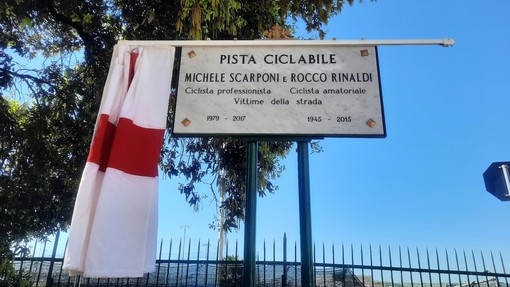 PISTA CICLABILE
MICHELE SCARPONI E ROCCO RINALDI
Ciclista professionista Ciclista amatoriale
Vittime della strada
1979 - 2017 1945 - 2015